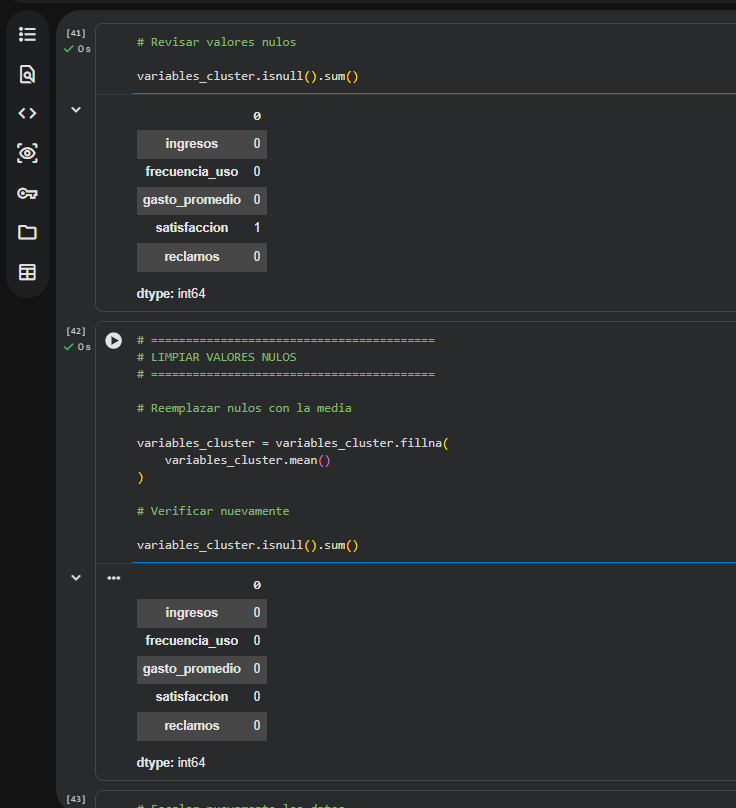 [41]
0 s
# Revisar valores nulos
variables_cluster.isnull().sum()
0
ingresos 0
frecuencia_uso 0
gasto_promedio 0
satisfaccion 1
reclamos 0
dtype: int64
[42]
0 s
# =========================================
# LIMPIAR VALORES NULOS
# =========================================
# Reemplazar nulos con la media
variables_cluster = variables_cluster.fillna(
variables_cluster.mean()
)
# Verificar nuevamente
variables_cluster.isnull().sum()
0
ingresos 0
frecuencia_uso 0
gasto_promedio 0
satisfaccion 0
reclamos 0
dtype: int64
[43]
# Escalar nuevamente los datos